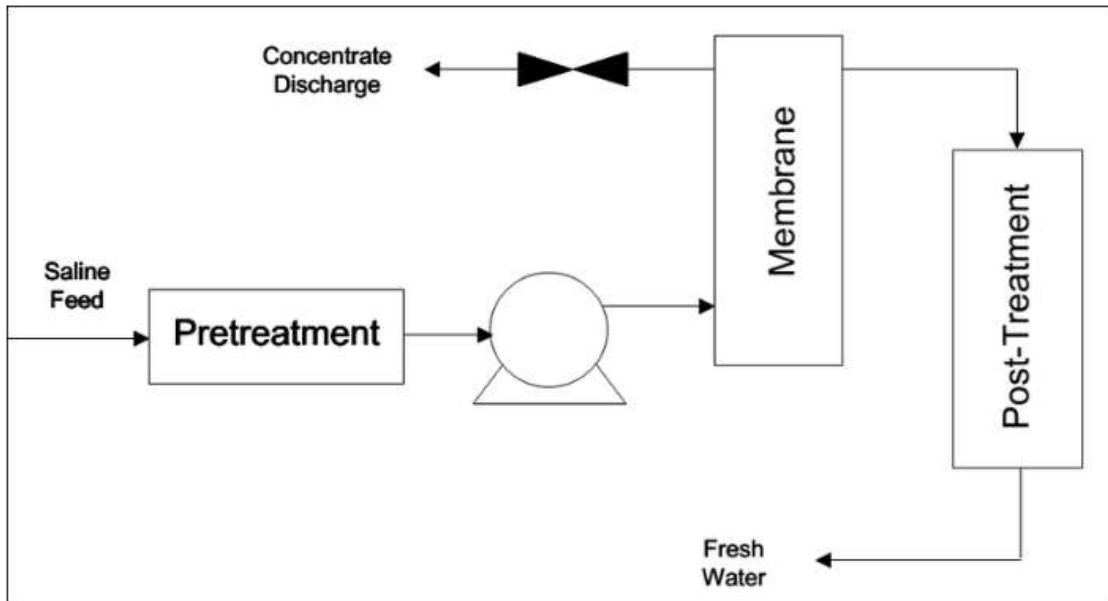 Concentrate
Discharge
Membrane
Saline
Feed
Pretreatment
Post-Treatment
Fresh
Water